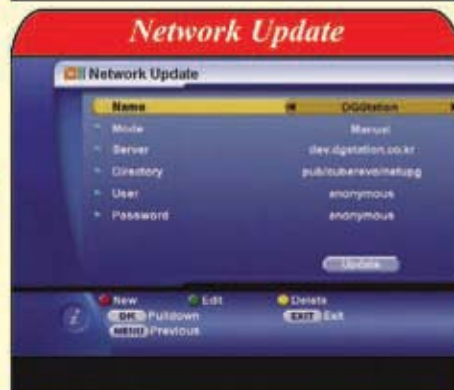 Network Update
Network Update
Name DGStation
Mode Manual
Server dev.dgstation.co.kr
Directory pub/cuberevo/netupg
User anonymous
Password anonymous
Update
New Edit Delete
OK Pulldown EXIT Exit
MENU Previous